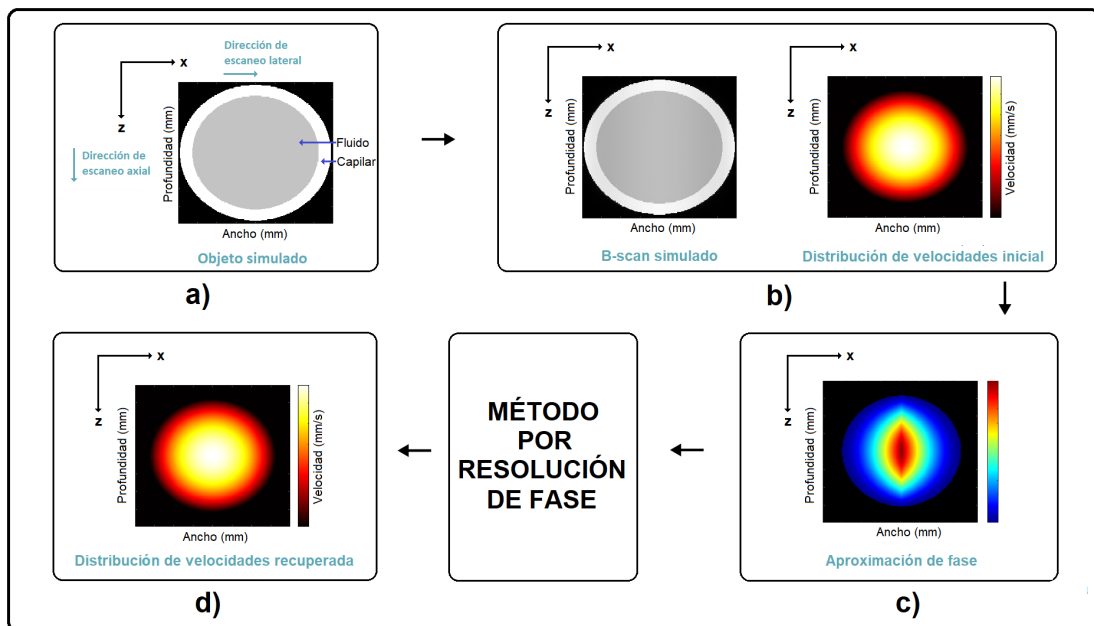 X
Z
Dirección de
escaneo lateral
Dirección de
escaneo axial
Profundidad (mm)
Fluido
Capilar
Ancho (mm)
Objeto simulado
a)
X
Z
Profundidad (mm)
Ancho (mm)
B-scan simulado
X
Z
Profundidad (mm)
Velocidad (mm/s)
Ancho (mm)
Distribución de velocidades inicial
b)
X
Z
Profundidad (mm)
Ancho (mm)
Aproximación de fase
c)
MÉTODO
POR
RESOLUCIÓN
DE FASE
X
Z
Profundidad (mm)
Velocidad (mm/s)
Ancho (mm)
Distribución de velocidades recuperada
d)